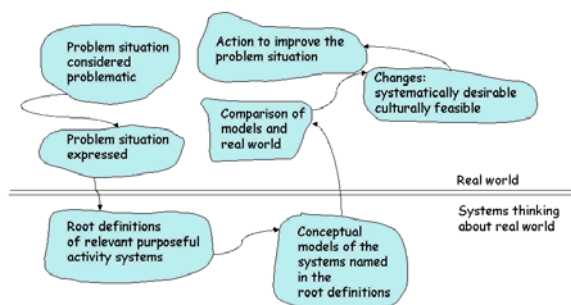 Problem situation
considered
problematic
Problem situation
expressed
Root definitions
of relevant purposeful
activity systems
Conceptual
models of the
systems named
in the
root definitions
Comparison of
models and
real world
Changes:
systematically desirable
culturally feasible
Action to improve the
problem situation
Real world
Systems thinking
about real world